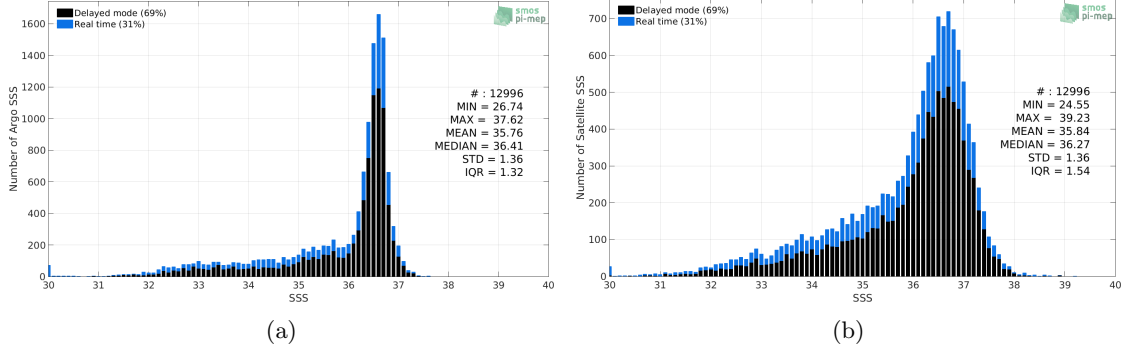 Delayed mode (69%)
Real time (31%)
smos
pi-mep
# : 12996
MIN = 26.74
MAX = 37.62
MEAN = 35.76
MEDIAN = 36.41
STD = 1.36
IQR = 1.32
Number of Argo SSS
1600
1400
1200
1000
800
600
400
200
0
30 31 32 33 34 35 36 37 38 39 40
SSS
(a)
Delayed mode (69%)
Real time (31%)
smos
pi-mep
# : 12996
MIN = 24.55
MAX = 39.23
MEAN = 35.84
MEDIAN = 36.27
STD = 1.36
IQR = 1.54
Number of Satellite SSS
700
600
500
400
300
200
100
0
30 31 32 33 34 35 36 37 38 39 40
SSS
(b)